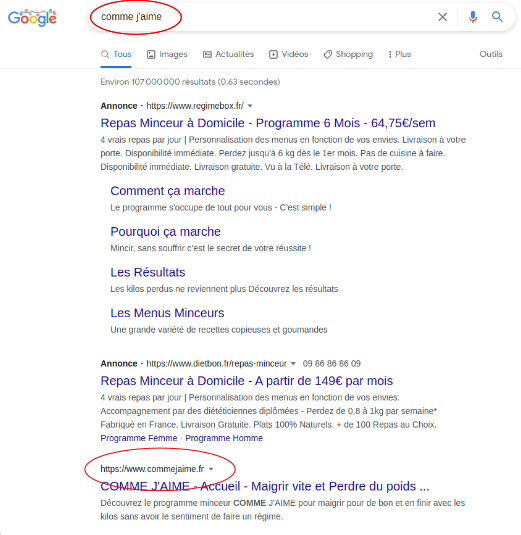 Google
comme j'aime
Tous Images Actualités Vidéos Shopping Plus Outils
Environ 107 000 000 résultats (0,63 secondes)
Annonce · https://www.regimebox.fr/
Repas Minceur à Domicile - Programme 6 Mois - 64,75€/sem
4 vrais repas par jour | Personnalisation des menus en fonction de vos envies. Livraison à votre
porte. Disponibilité immédiate. Perdez jusqu'à 6 kg dès le 1er mois. Pas de cuisine à faire.
Disponibilité immédiate. Livraison gratuite. Vu à la Télé. Livraison à votre porte.
Comment ça marche
Le programme s'occupe de tout pour vous - C'est simple !
Pourquoi ça marche
Mincir, sans souffrir c'est le secret de votre réussite !
Les Résultats
Les kilos perdus ne reviennent plus Découvrez les résultats
Les Menus Minceurs
Une grande variété de recettes copieuses et goumandes
Annonce · https://www.dietbon.fr/repas-minceur 09 86 86 86 09
Repas Minceur à Domicile - A partir de 149€ par mois
4 vrais repas par jour | Personnalisation des menus en fonction de vos envies.
Accompagnement par des diététiciennes diplômées - Perdez de 0,8 à 1kg par semaine*
Fabriqué en France. Livraison Gratuite. Plats 100% Naturels. + de 100 Repas au Choix.
Programme Femme · Programme Homme
https://www.commejaime.fr
COMME J'AIME - Accueil - Maigrir vite et Perdre du poids ...
Découvrez le programme minceur COMME J'AIME pour maigrir pour de bon et en finir avec les
kilos sans avoir le sentiment de faire un régime.